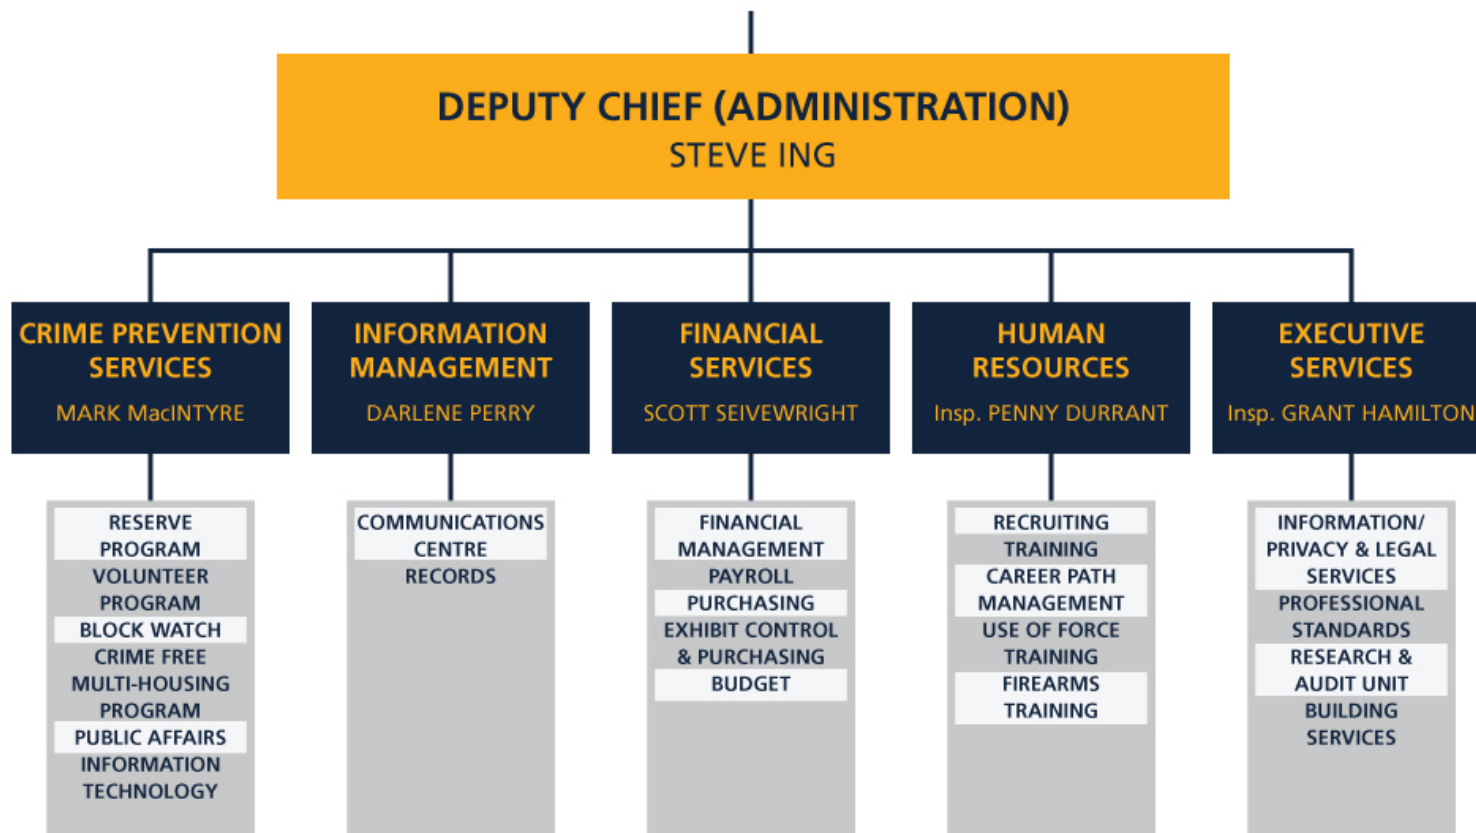 DEPUTY CHIEF (ADMINISTRATION)
STEVE ING
CRIME PREVENTION
SERVICES
MARK MacINTYRE
RESERVE
PROGRAM
VOLUNTEER
PROGRAM
BLOCK WATCH
CRIME FREE
MULTI-HOUSING
PROGRAM
PUBLIC AFFAIRS
INFORMATION
TECHNOLOGY
INFORMATION
MANAGEMENT
DARLENE PERRY
COMMUNICATIONS
CENTRE
RECORDS
FINANCIAL
SERVICES
SCOTT SEIVEWRIGHT
FINANCIAL
MANAGEMENT
PAYROLL
PURCHASING
EXHIBIT CONTROL
& PURCHASING
BUDGET
HUMAN
RESOURCES
Insp. PENNY DURRANT
RECRUITING
TRAINING
CAREER PATH
MANAGEMENT
USE OF FORCE
TRAINING
FIREARMS
TRAINING
EXECUTIVE
SERVICES
Insp. GRANT HAMILTON
INFORMATION/
PRIVACY & LEGAL
SERVICES
PROFESSIONAL
STANDARDS
RESEARCH &
AUDIT UNIT
BUILDING
SERVICES